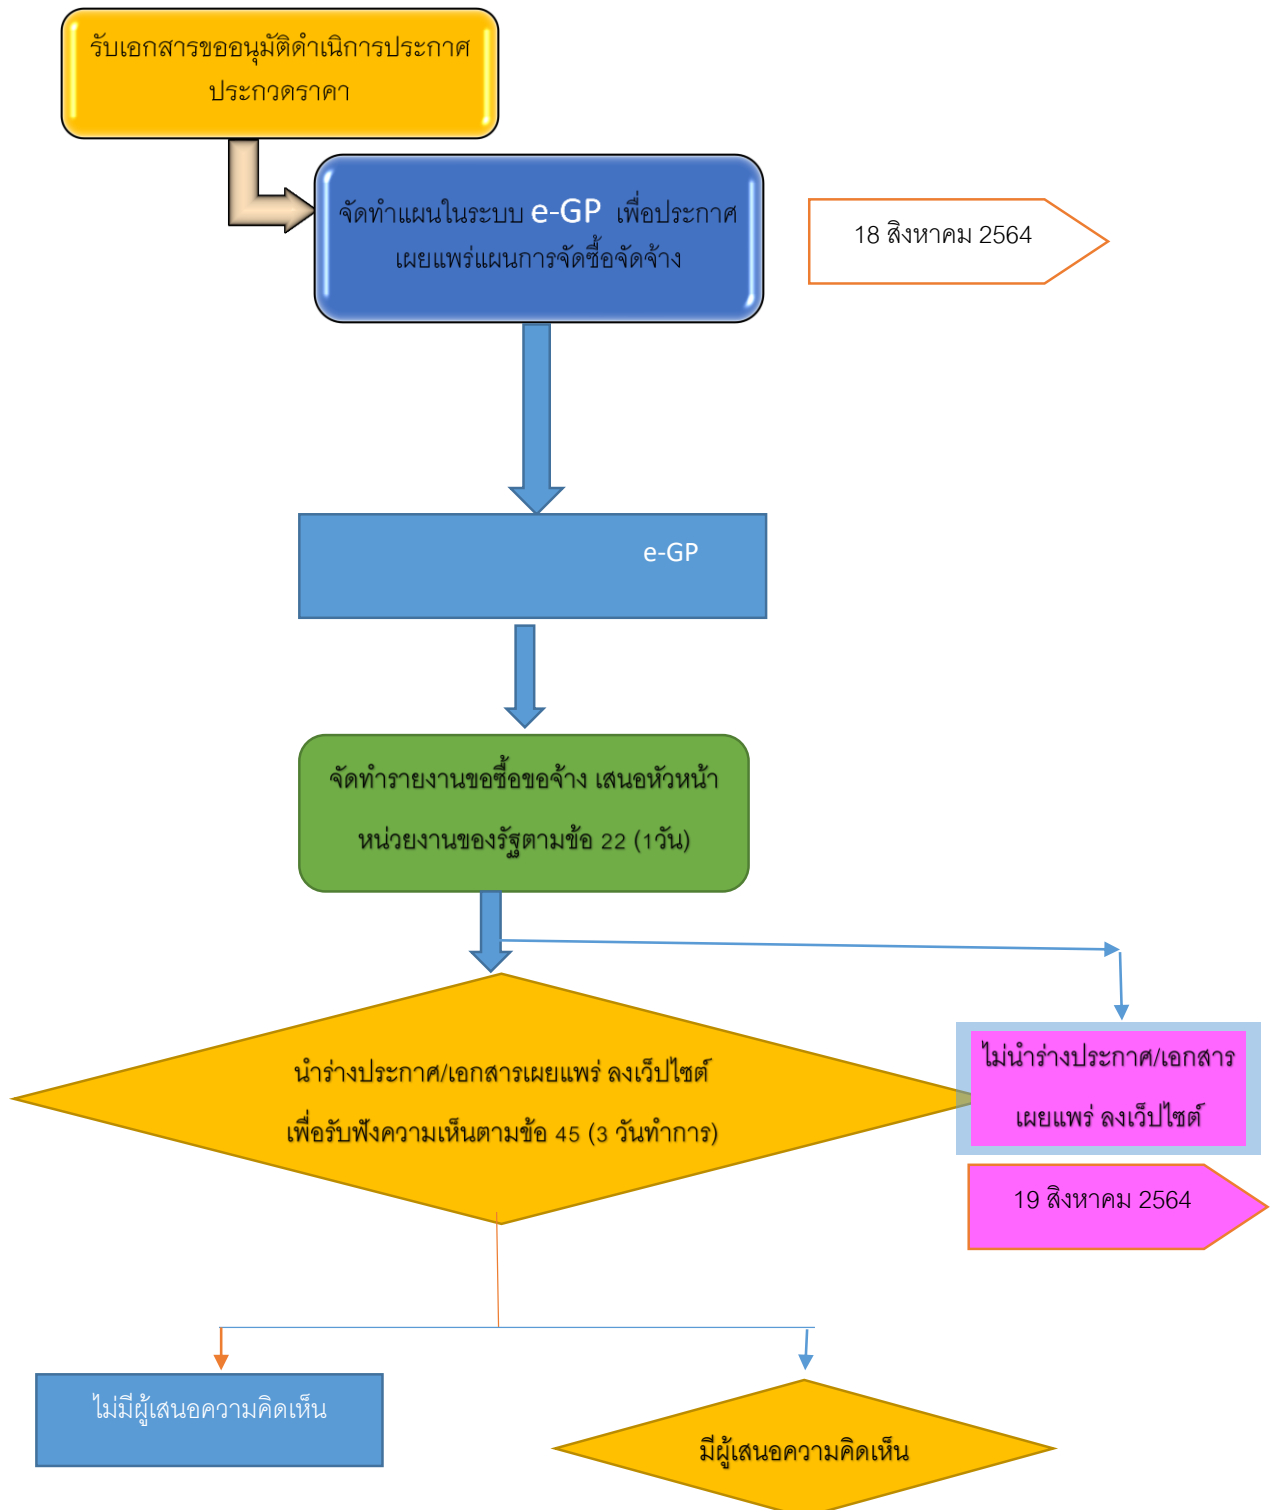 รับเอกสารขออนุมัติดำเนิการประกาศ
ประกวดราคา
จัดทำแผนในระบบ e-GP เพื่อประกาศ
เผยแพร่แผนการจัดซื้อจัดจ้าง
18 สิงหาคม 2564
e-GP
จัดทำรายงานขอซื้อขอจ้าง เสนอหัวหน้า
หน่วยงานของรัฐตามข้อ 22 (1วัน)
นำร่างประกาศ/เอกสารเผยแพร่ ลงเว็ปไซต์
เพื่อรับฟังความเห็นตามข้อ 45 (3 วันทำการ)
ไม่นำร่างประกาศ/เอกสาร
เผยแพร่ ลงเว็ปไซต์
19 สิงหาคม 2564
ไม่มีผู้เสนอความคิดเห็น
มีผู้เสนอความคิดเห็น